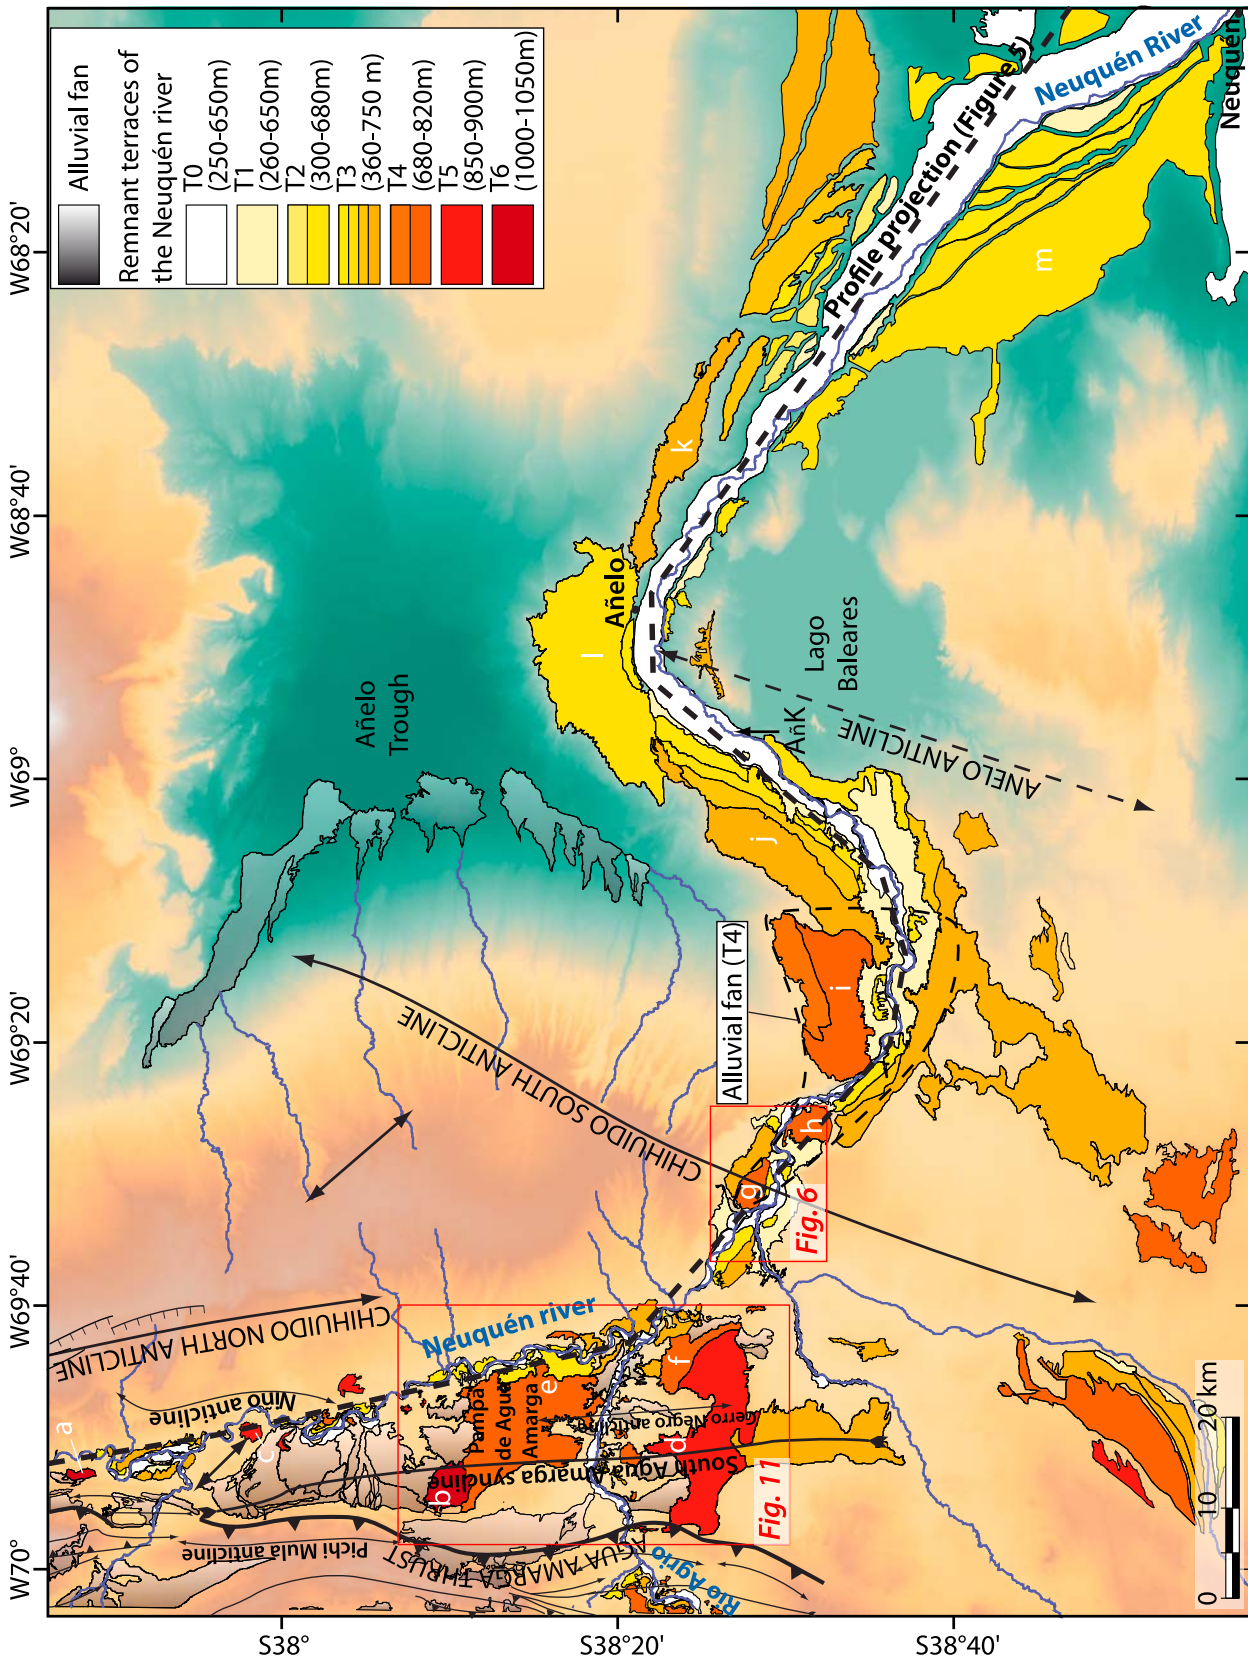 Alluvial fan
Remnant terraces of
the Neuquén river
T0
(250-650m)
T1
(260-650m)
T2
(300-680m)
T3
(360-750 m)
T4
(680-820m)
T5
(850-900m)
T6
(1000-1050m)
W68°20'
W68°40'
W69°
W69°20'
W69°40'
W70°
S38°
S38°20'
S38°40'
Neuquén River
Neuquén
Profile projection (Figure 5)
m
k
Añelo
l
Añelo
Trough
Lago
Baleares
AñK
ANELO ANTICLINE
j
i
Alluvial fan (T4)
CHIHUIDO SOUTH ANTICLINE
h
g
Fig. 6
CHIHUIDO NORTH ANTICLINE
Neuquén river
Miño anticline
a
c
Pampa
de Agua
Amarga
e
f
Cerro Negro anticline
d
b
South Agua Amarga syncline
Fig. 11
Pichi Mula anticline
AGUA AMARGA THRUST
Río Agrio
0
10
20 km